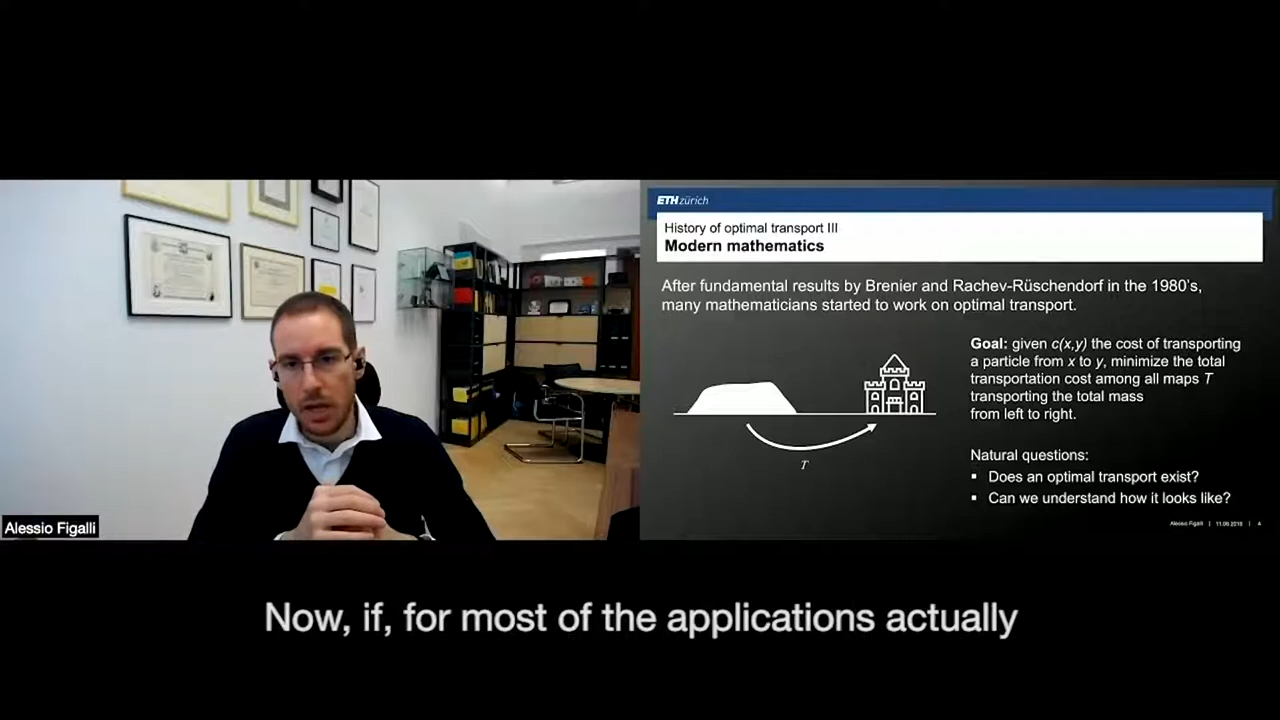 ETH zürich
History of optimal transport III
Modern mathematics
After fundamental results by Brenier and Rachev-Rüschendorf in the 1980's,
many mathematicians started to work on optimal transport.
Goal: given c(x,y) the cost of transporting
a particle from x to y, minimize the total
transportation cost among all maps T
transporting the total mass
from left to right.
T
Natural questions:
▪ Does an optimal transport exist?
▪ Can we understand how it looks like?
Alessio Figalli | 11.06.2019 | 4
Alessio Figalli
Now, if, for most of the applications actually